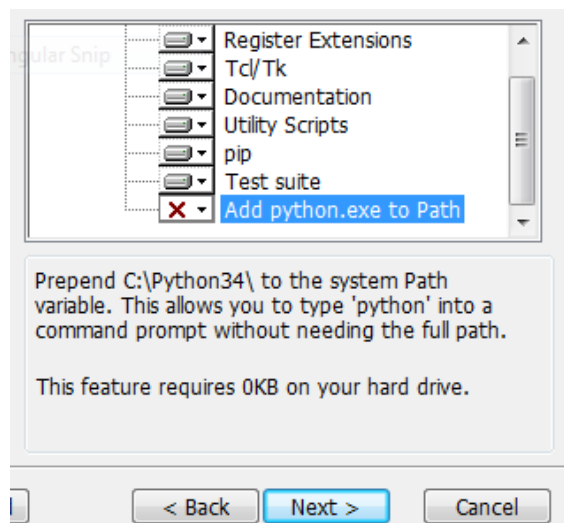 Register Extensions
ngular Snip
Tcl/Tk
Documentation
Utility Scripts
pip
Test suite
Add python.exe to Path
Prepend C:\Python34\ to the system Path
variable. This allows you to type 'python' into a
command prompt without needing the full path.
This feature requires 0KB on your hard drive.
< Back Next > Cancel